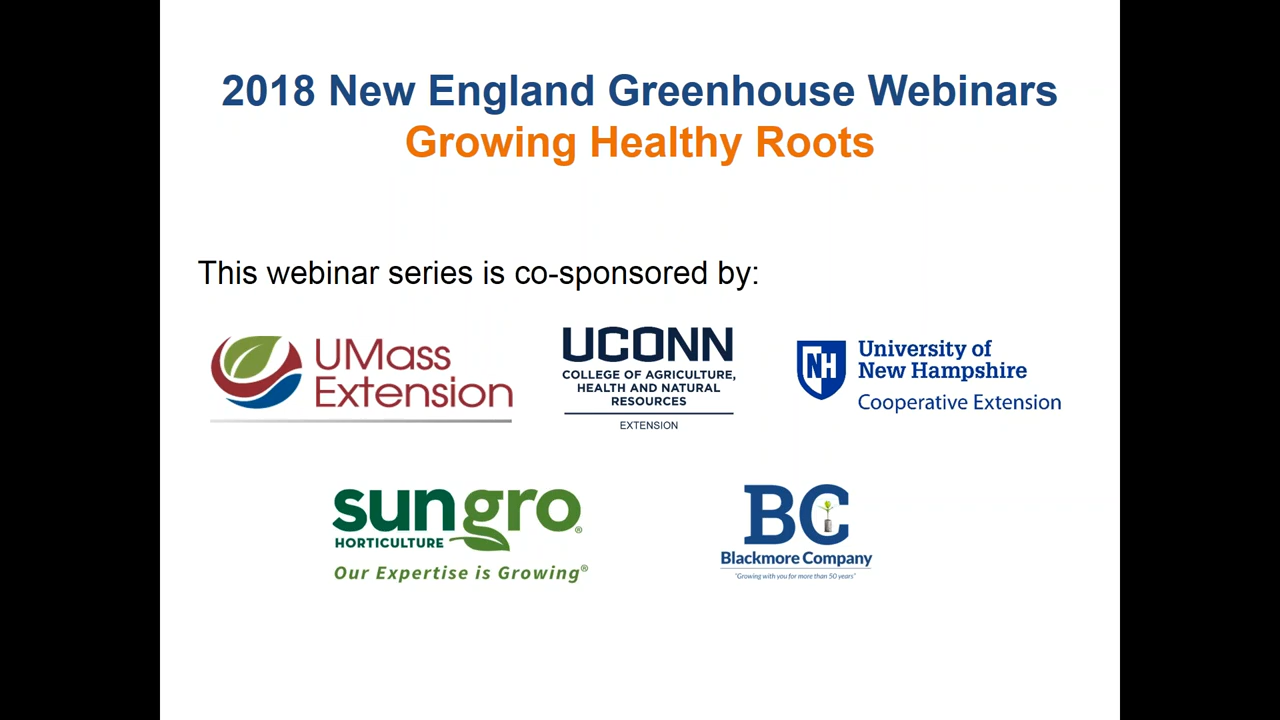 2018 New England Greenhouse Webinars
Growing Healthy Roots
This webinar series is co-sponsored by:
UMass
Extension
UCONN
COLLEGE OF AGRICULTURE,
HEALTH AND NATURAL
RESOURCES
EXTENSION
NH
University of
New Hampshire
Cooperative Extension
sungro®
HORTICULTURE
Our Expertise is Growing®
BC
Blackmore Company
"Growing with you for more than 50 years"